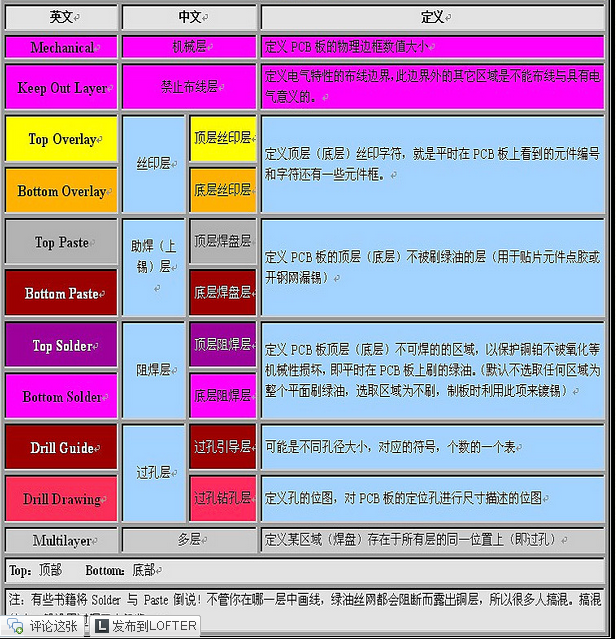 英文 中文 定义
Mechanical 机械层 定义 PCB 板的物理边框数值大小
Keep Out Layer 禁止布线层 定义电气特性的布线边界,此边界外的其它区域是不能布线与具有电
气意义的。
Top Overlay 丝印层 顶层丝印层 定义顶层（底层）丝印字符，就是平时在 PCB 板上看到的元件编号
和字符还有一些元件框。
Bottom Overlay 底层丝印层
Top Paste 助焊（上
锡）层 顶层焊盘层 定义 PCB 板的顶层（底层）不被刷绿油的层（用于贴片元件点胶或
开钢网漏锡）
Bottom Paste 底层焊盘层
Top Solder 阻焊层 顶层阻焊层 定义 PCB 板顶层（底层）不可焊的的区域，以保护铜铂不被氧化等
机械性损坏，即平时在 PCB 板上刷的绿油。（默认不选取任何区域为
整个平面刷绿油，选取区域为不刷，制板时利用此项来镀锡）
Bottom Solder 底层阻焊层
Drill Guide 过孔层 过孔引导层 可能是不同孔径大小，对应的符号，个数的一个表
Drill Drawing 过孔钻孔层 定义孔的位图，对 PCB 板的定位孔进行尺寸描述的位图
Multilayer 多层 定义某区域（焊盘）存在于所有层的同一位置上（即过孔）
Top：顶部 Bottom：底部
注：有些书籍将 Solder 与 Paste 倒说！不管你在哪一层中画线，绿油丝网都会阻断而露出铜层，所以很多人搞混。搞混
评论这张 发布到LOFTER